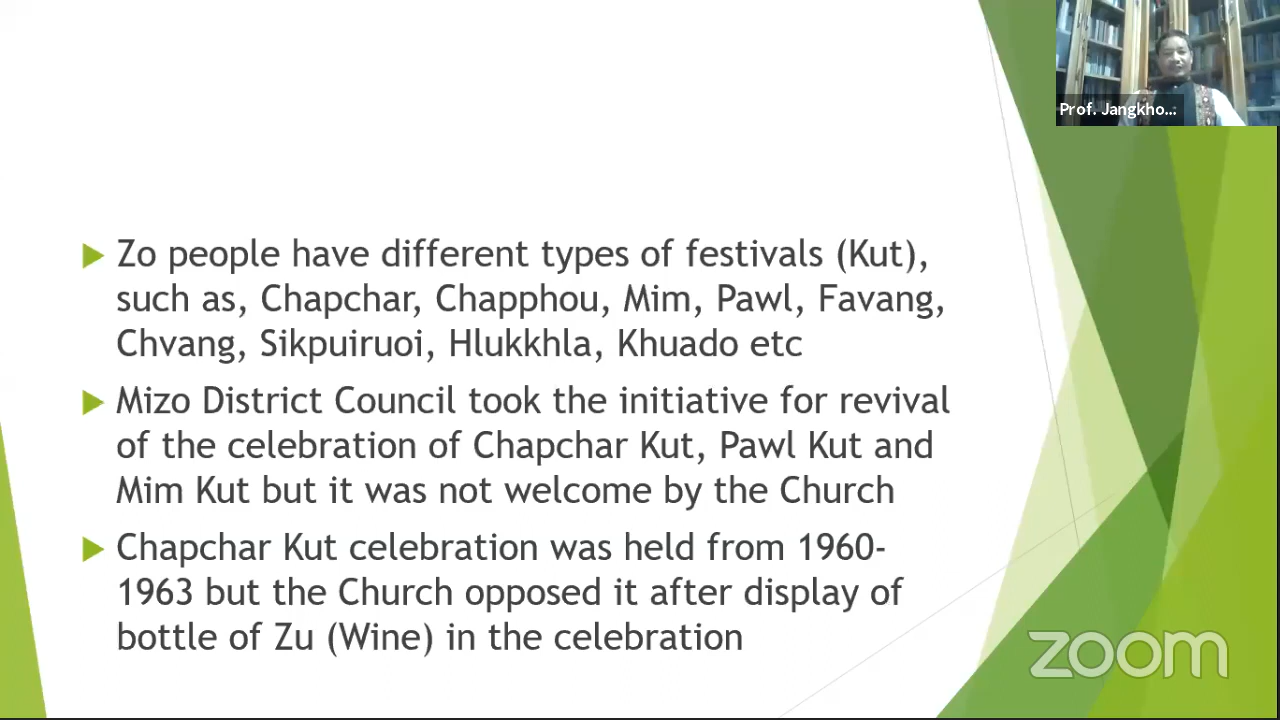 Prof. Jangkho...
Zo people have different types of festivals (Kut),
such as, Chapchar, Chapphou, Mim, Pawl, Favang,
Chvang, Sikpuiruoi, Hlukkhla, Khuado etc
Mizo District Council took the initiative for revival
of the celebration of Chapchar Kut, Pawl Kut and
Mim Kut but it was not welcome by the Church
Chapchar Kut celebration was held from 1960-
1963 but the Church opposed it after display of
bottle of Zu (Wine) in the celebration
zoom